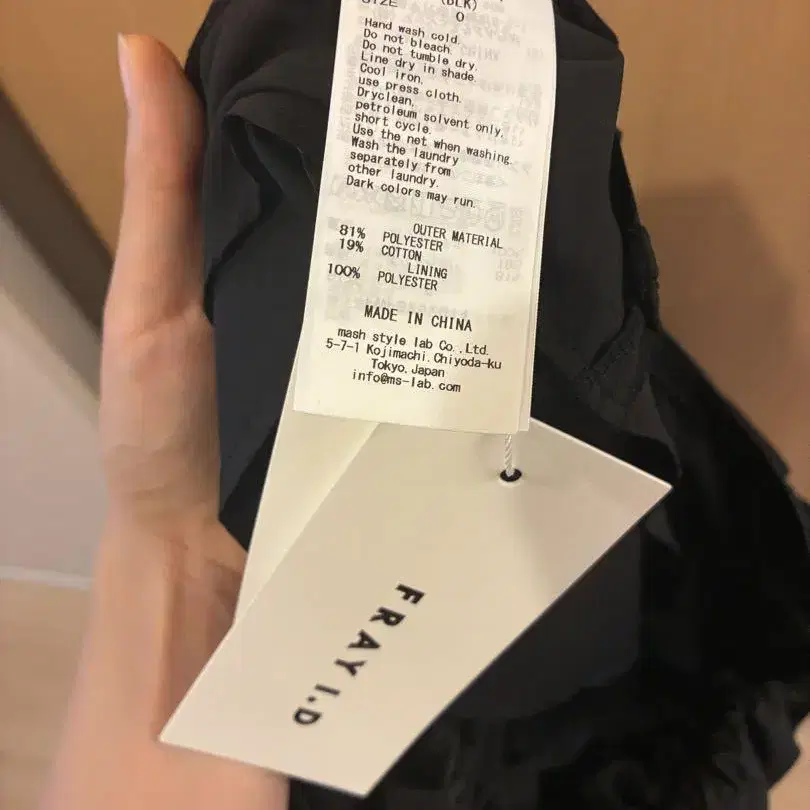 (BLK)
SIZE 0
Hand wash cold.
Do not bleach.
Do not tumble dry.
Line dry in shade.
Cool iron.
use press cloth.
Dryclean,
petroleum solvent only,
short cycle.
Use the net when washing.
Wash the laundry
separately from
other laundry.
Dark colors may run.
OUTER MATERIAL
81% POLYESTER
19% COTTON
LINING
100% POLYESTER
MADE IN CHINA
mash style lab Co.,Ltd.
5-7-1 Kojimachi.Chiyoda-ku
Tokyo.Japan
info@ms-lab.com
FRAY I.D